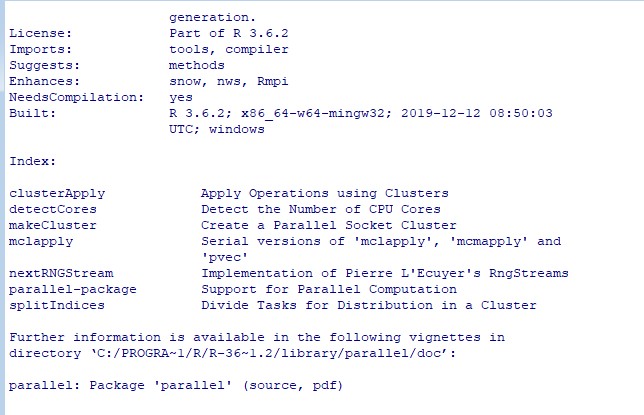 generation.
License: Part of R 3.6.2
Imports: tools, compiler
Suggests: methods
Enhances: snow, nws, Rmpi
NeedsCompilation: yes
Built: R 3.6.2; x86_64-w64-mingw32; 2019-12-12 08:50:03
UTC; windows
Index:
clusterApply Apply Operations using Clusters
detectCores Detect the Number of CPU Cores
makeCluster Create a Parallel Socket Cluster
mclapply Serial versions of 'mclapply', 'mcmapply' and
'pvec'
nextRNGStream Implementation of Pierre L'Ecuyer's RngStreams
parallel-package Support for Parallel Computation
splitIndices Divide Tasks for Distribution in a Cluster
Further information is available in the following vignettes in
directory ‘C:/PROGRA~1/R/R-36~1.2/library/parallel/doc’:
parallel: Package 'parallel' (source, pdf)